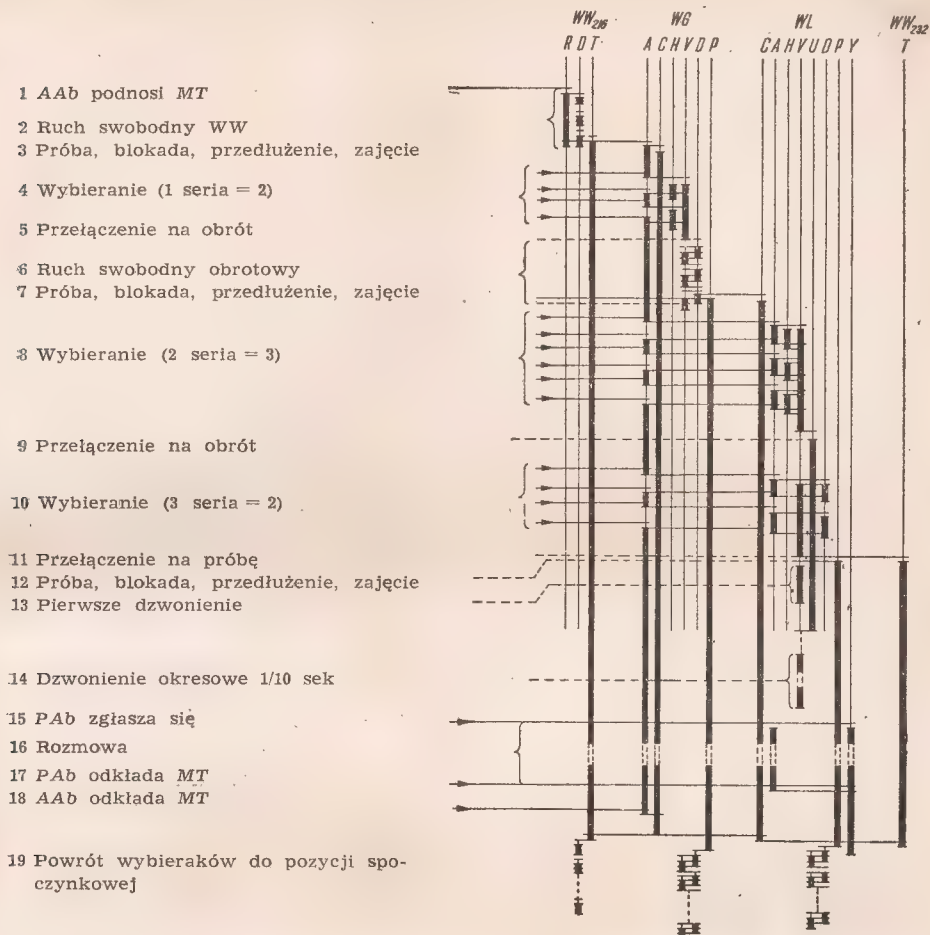 WW216 WG WL WW232
R D T A C H V D P C A H V U D P Y T
1 AAb podnosi MT
2 Ruch swobodny WW
3 Próba, blokada, przedłużenie, zajęcie
4 Wybieranie (1 seria = 2)
5 Przełączenie na obrót
6 Ruch swobodny obrotowy
7 Próba, blokada, przedłużenie, zajęcie
8 Wybieranie (2 seria = 3)
9 Przełączenie na obrót
10 Wybieranie (3 seria = 2)
11 Przełączenie na próbę
12 Próba, blokada, przedłużenie, zajęcie
13 Pierwsze dzwonienie
14 Dzwonienie okresowe 1/10 sek
15 PAb zgłasza się
16 Rozmowa
17 PAb odkłada MT
18 AAb odkłada MT
19 Powrót wybieraków do pozycji spo-
czynkowej